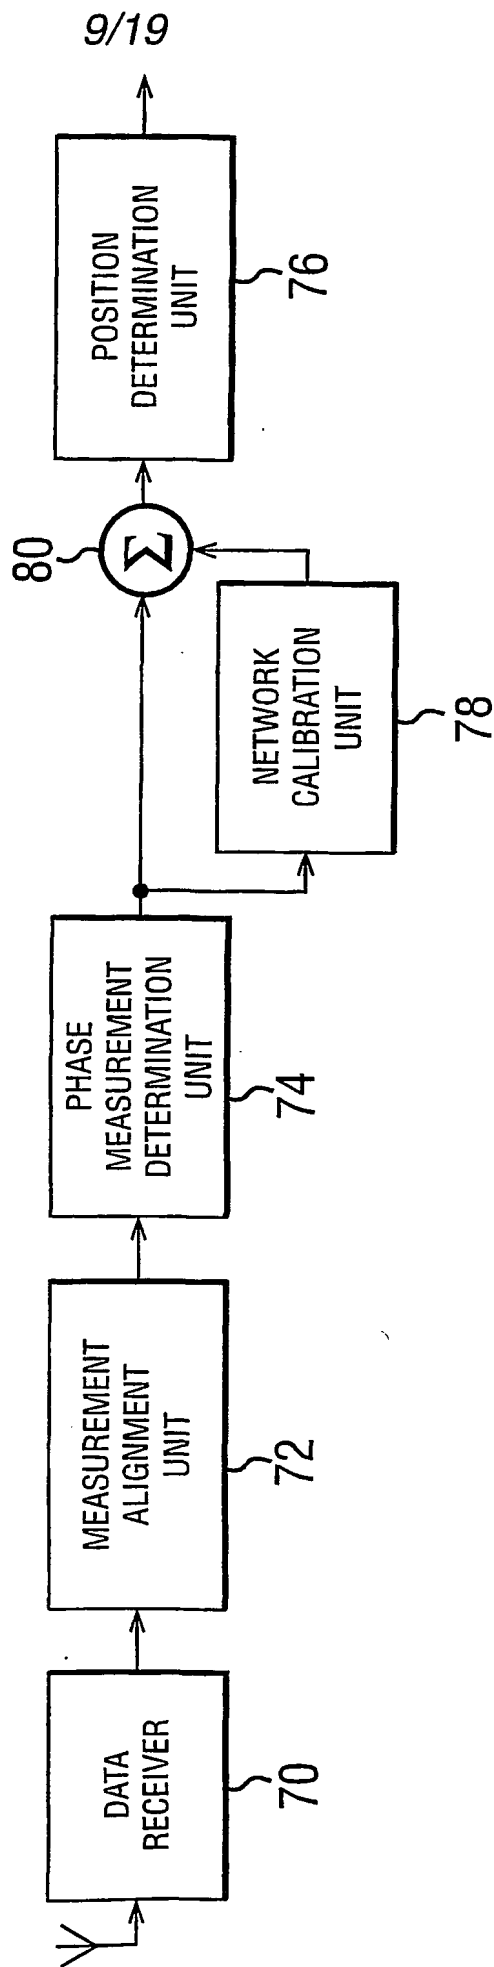 9/19
DATA
RECEIVER
70
MEASUREMENT
ALIGNMENT
UNIT
72
PHASE
MEASUREMENT
DETERMINATION
UNIT
74
NETWORK
CALIBRATION
UNIT
78
Σ
80
POSITION
DETERMINATION
UNIT
76